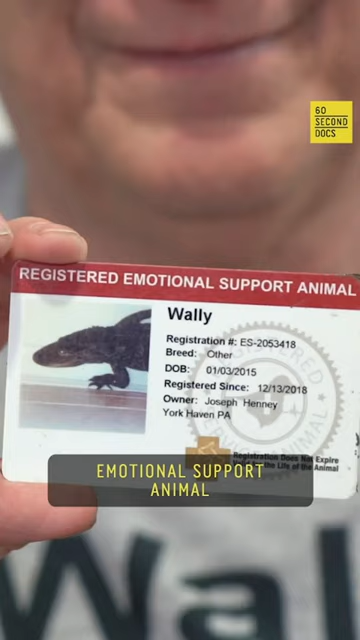 60
SECOND
DOCS
REGISTERED EMOTIONAL SUPPORT ANIMAL
Wally
Registration #: ES-2053418
Breed: Other
DOB: 01/03/2015
Registered Since: 12/13/2018
Owner: Joseph Henney
York Haven PA
Registration Does Not Expire
the Life of the Animal
EMOTIONAL SUPPORT
ANIMAL
Wal